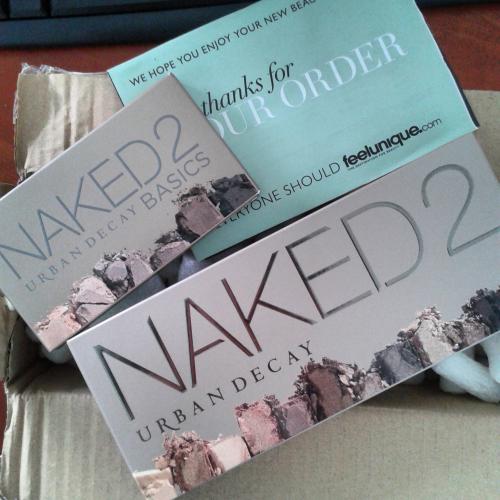 WE HOPE YOU ENJOY YOUR NEW BEAU
thanks for
OUR ORDER
EVERYONE SHOULD feelunique.com
NAKED2
BASICS
URBAN DECAY
NAKED2
URBAN DECAY